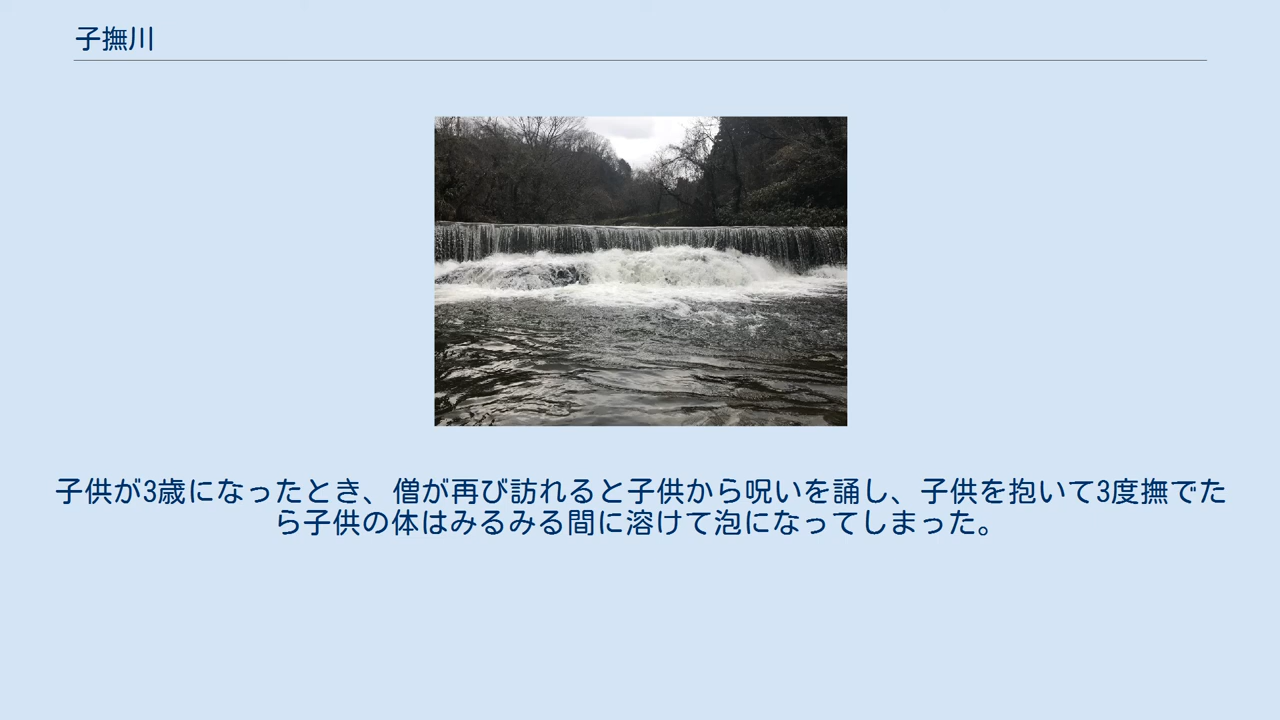 子撫川
子供が3歳になったとき、僧が再び訪れると子供から呪いを誦し、子供を抱いて3度撫でた
ら子供の体はみるみる間に溶けて泡になってしまった。